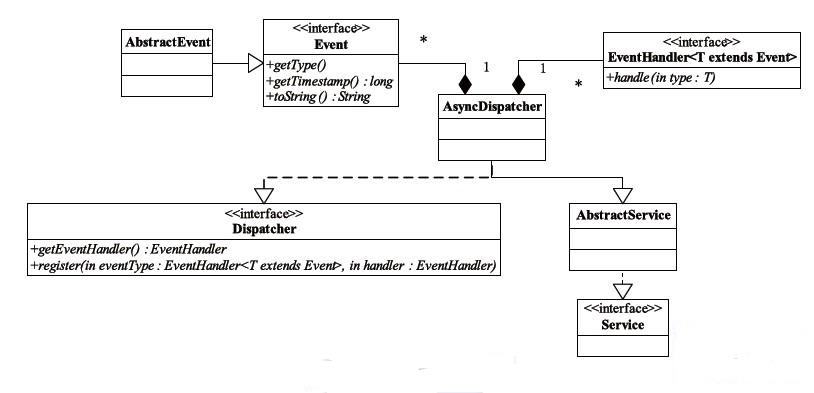 AbstractEvent
<<interface>>
Event
+getType()
+getTimestamp() : long
+toString() : String
*
1
1
*
<<interface>>
EventHandler<T extends Event>
+handle(in type : T)
AsyncDispatcher
<<interface>>
Dispatcher
+getEventHandler() : EventHandler
+register(in eventType : EventHandler<T extends Event>, in handler : EventHandler)
AbstractService
<<interface>>
Service